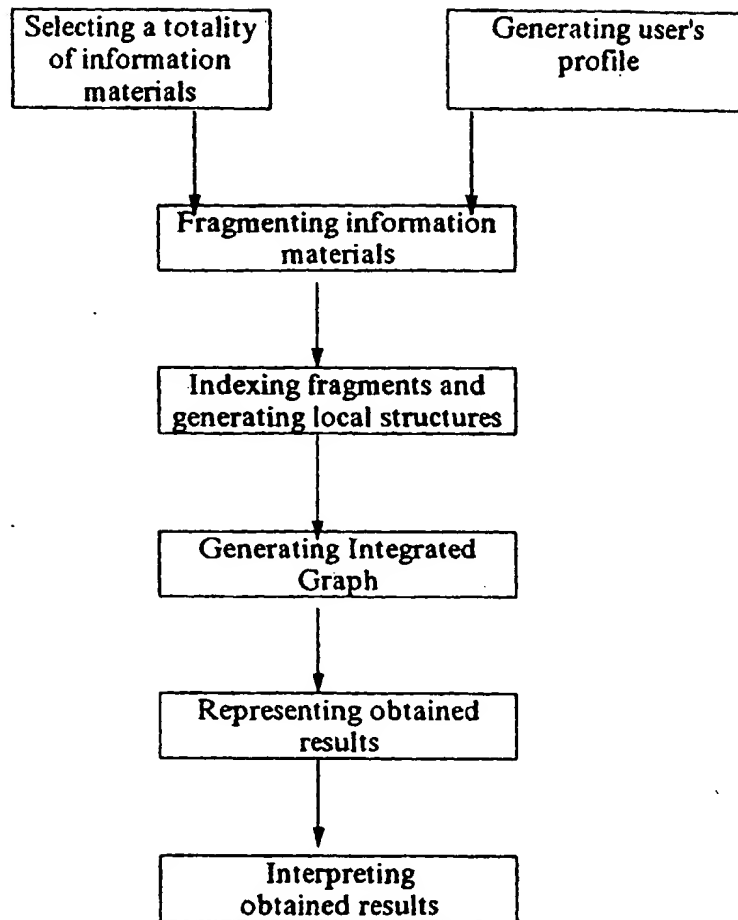 Selecting a totality
of information
materials
Generating user's
profile
Fragmenting information
materials
Indexing fragments and
generating local structures
Generating Integrated
Graph
Representing obtained
results
Interpreting
obtained results